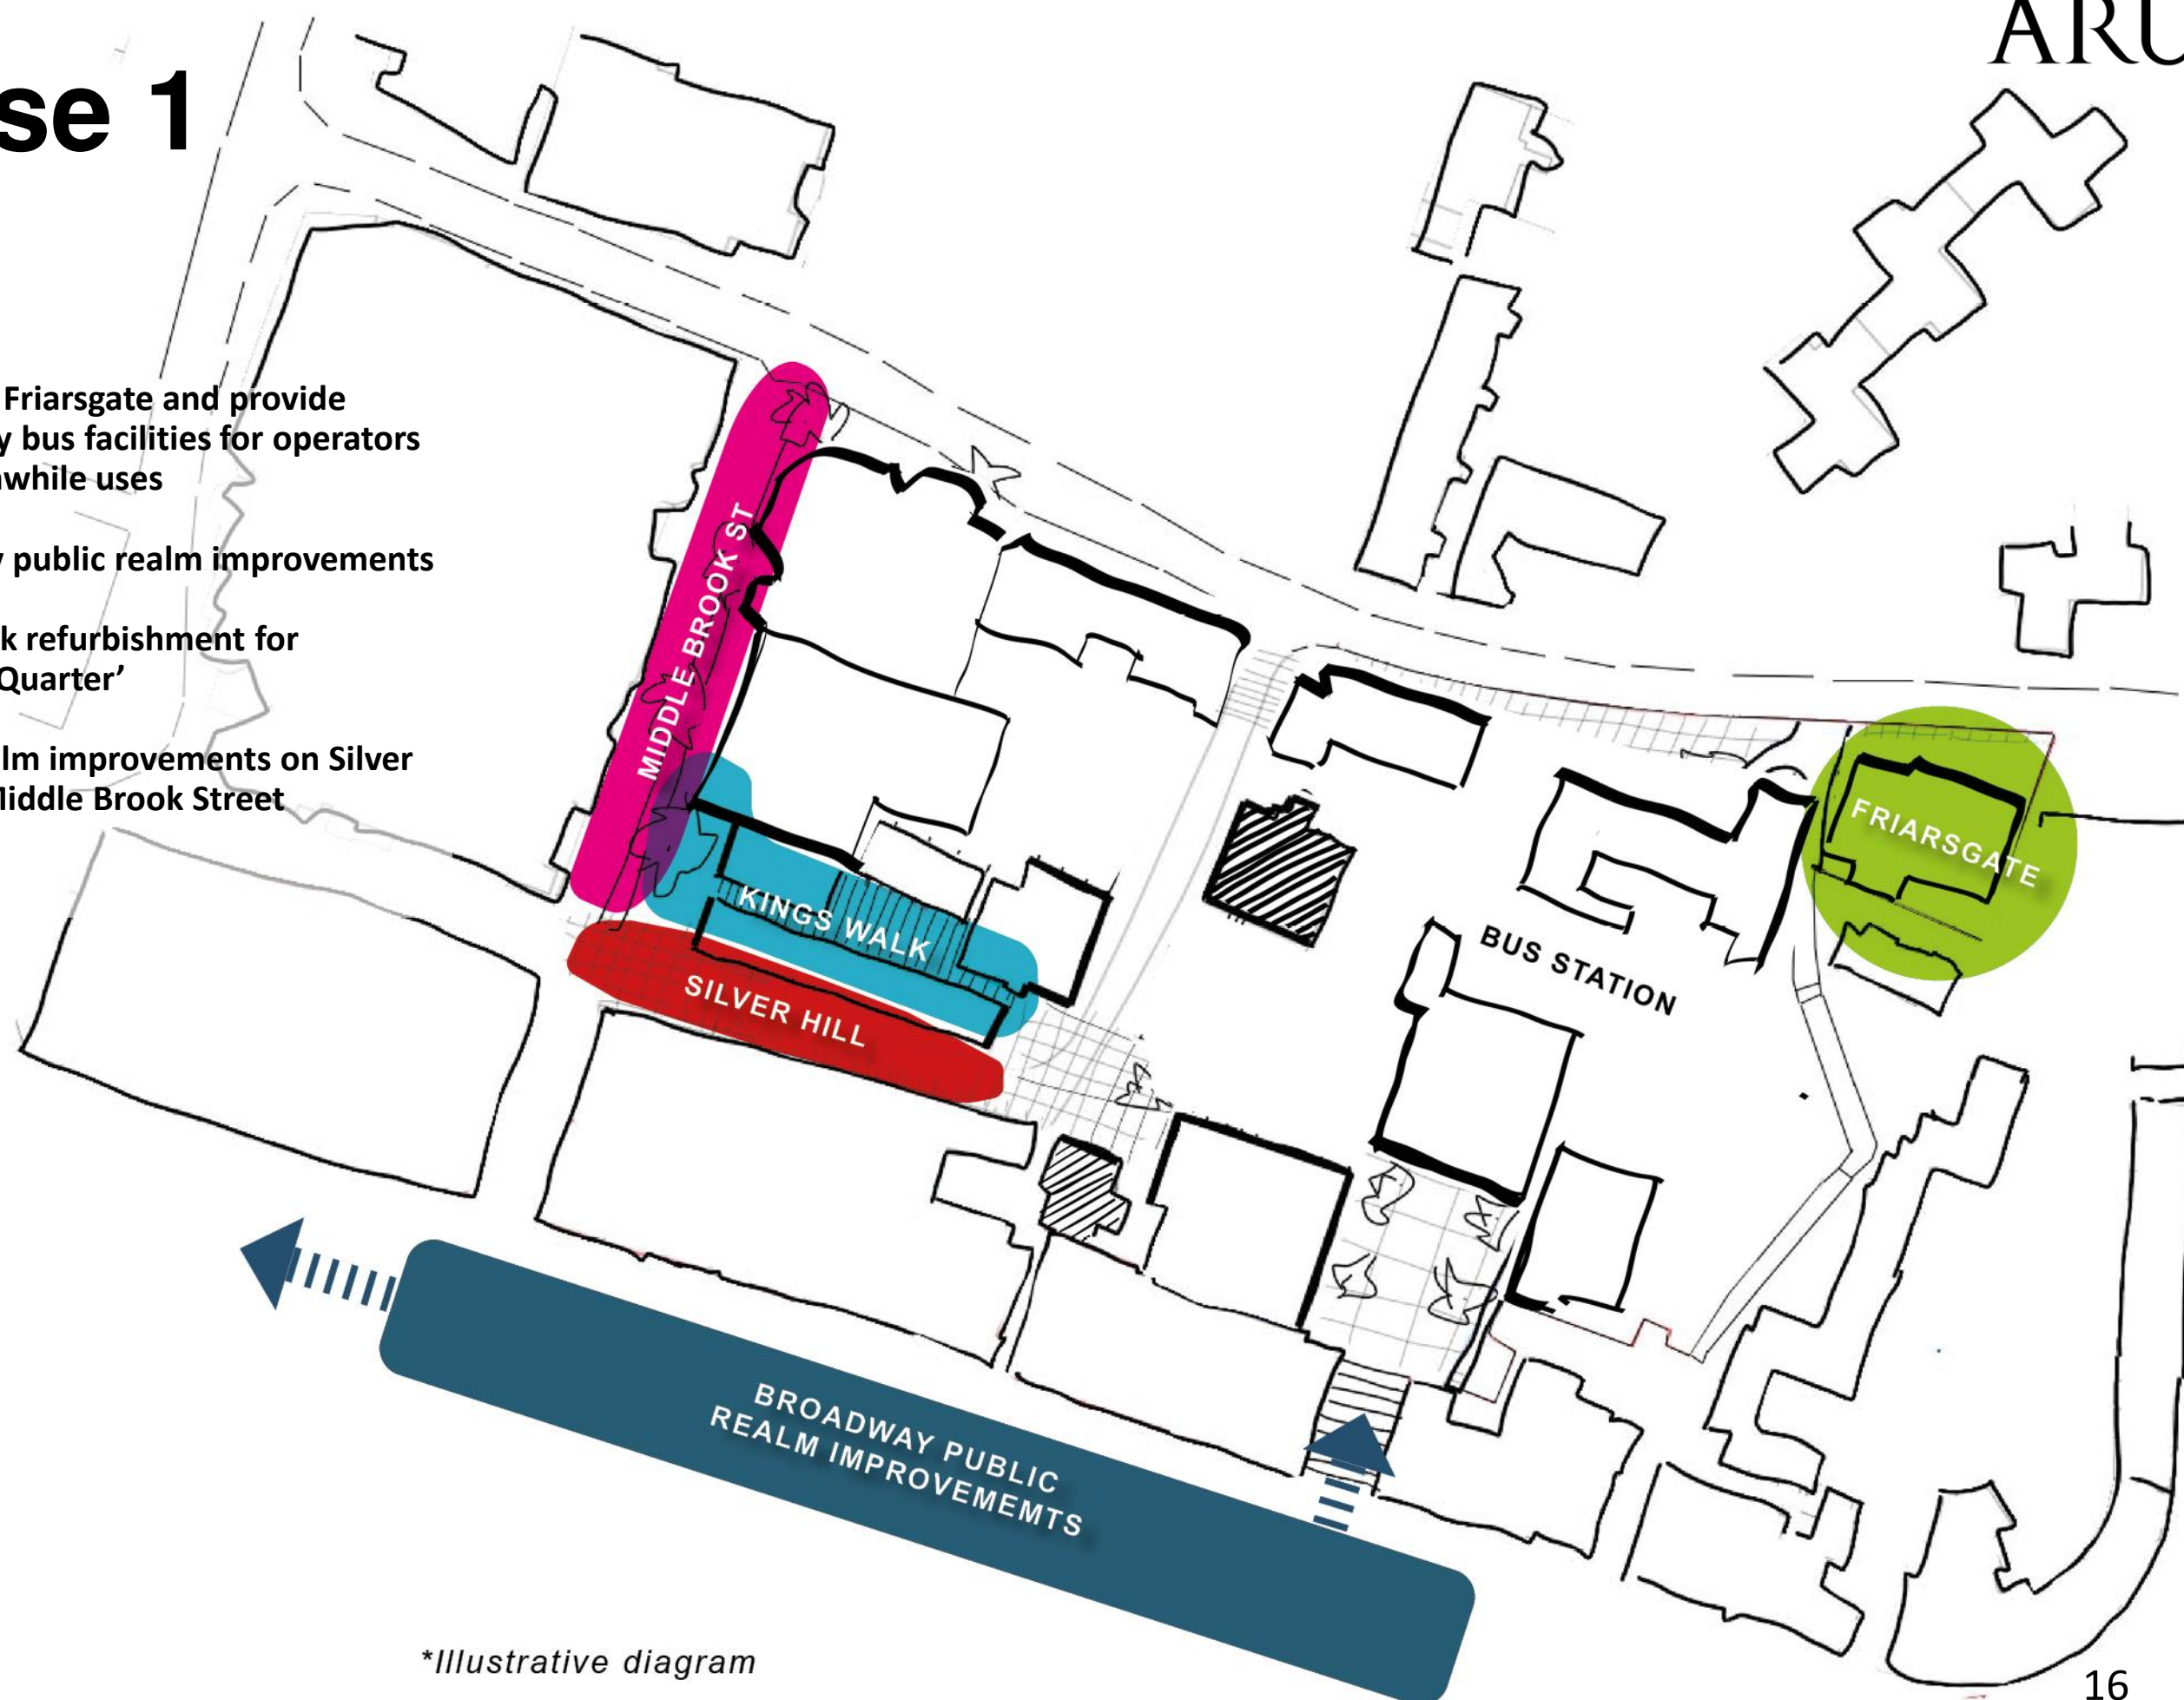 ARU
se 1
Friarsgate and provide
y bus facilities for operators
while uses
y public realm improvements
k refurbishment for
Quarter’
lm improvements on Silver
iddle Brook Street
MIDDLE BROOK ST
KINGS WALK
SILVER HILL
BUS STATION
FRIARSGATE
BROADWAY PUBLIC
REALM IMPROVEMEMTS
*Illustrative diagram
16